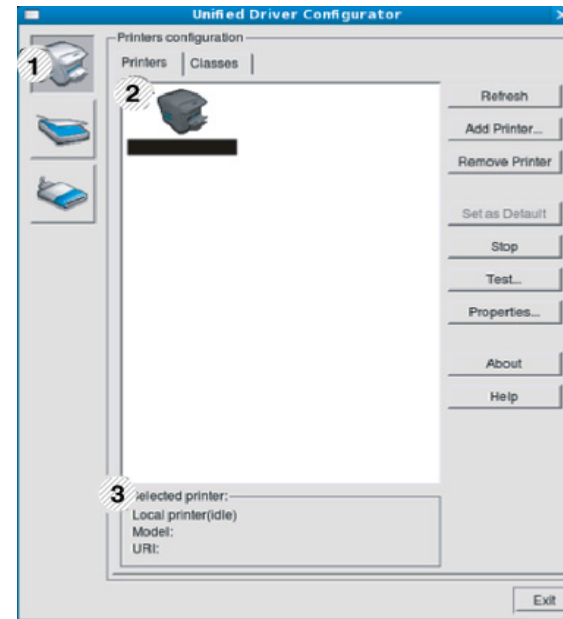 Unified Driver Configurator
Printers configuration
1
Printers
Classes
2
Refresh
Add Printer...
Remove Printer
Set as Default
Stop
Test...
Properties...
About
Help
3
Selected printer:
Local printer(idle)
Model:
URI:
Exit